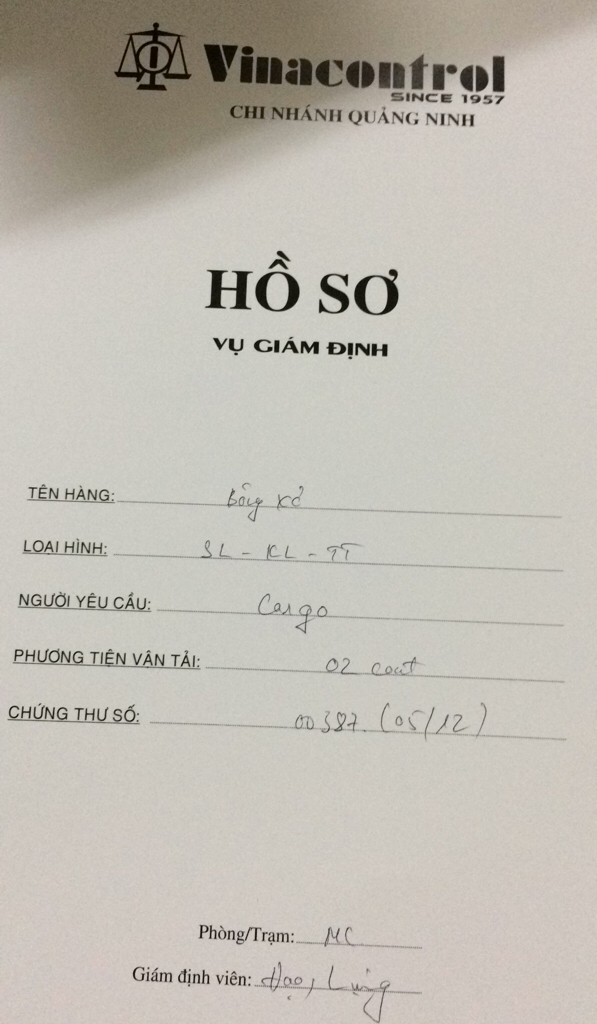 Vinacontrol
SINCE 1957
CHI NHÁNH QUẢNG NINH
HỒ SƠ
VỤ GIÁM ĐỊNH
TÊN HÀNG: Bông xơ
LOẠI HÌNH: SL - KL - TT
NGƯỜI YÊU CẦU: Cargo
PHƯƠNG TIỆN VẬN TẢI: 02 cont
CHỨNG THƯ SỐ: 00387 (05/12)
Phòng/Trạm: MC
Giám định viên: Đạo,